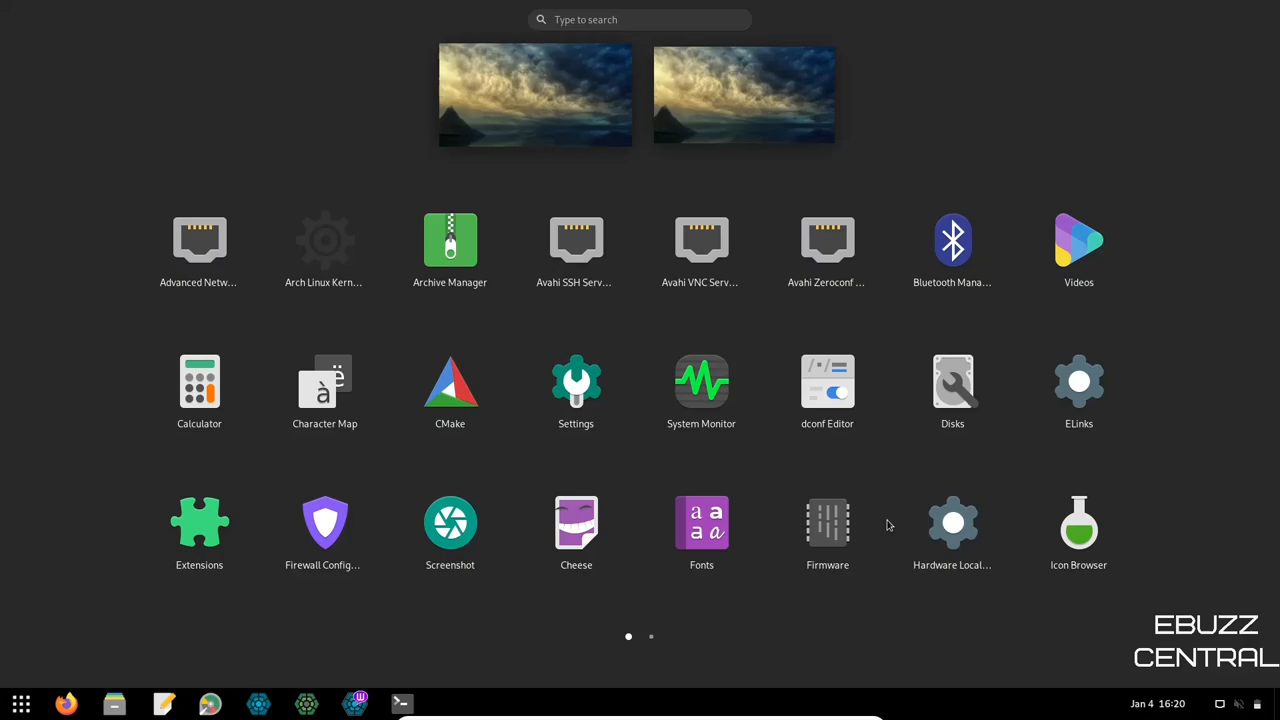 Type to search
Advanced Netw...
Arch Linux Kern...
Archive Manager
Avahi SSH Serv...
Avahi VNC Serv...
Avahi Zeroconf ...
Bluetooth Mana...
Videos
Calculator
à ë
Character Map
CMake
Settings
System Monitor
dconf Editor
Disks
ELinks
Extensions
Firewall Config...
Screenshot
Cheese
a a
a a
Fonts
Firmware
Hardware Local...
Icon Browser
EBUZZ
CENTRAL
W
Jan 4 16:20